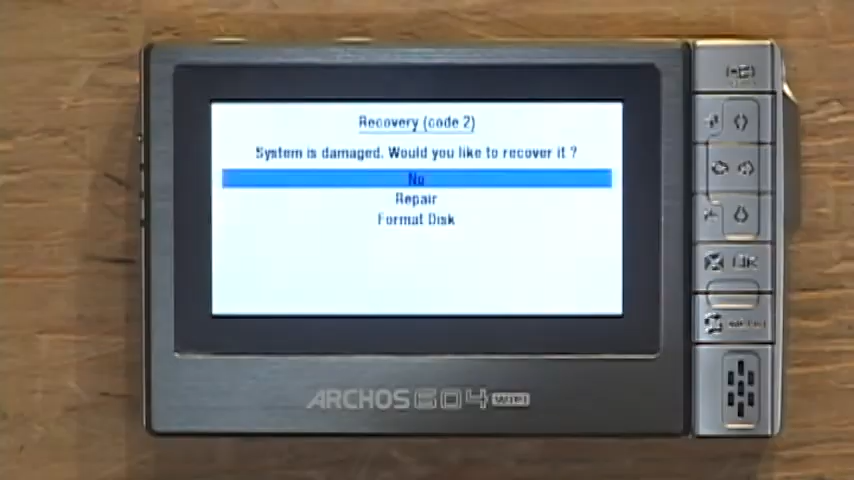 Recovery (code 2)
System is damaged. Would you like to recover it ?
No
Repair
Format Disk
ARCHOS 604 WIFI
OK
MENU